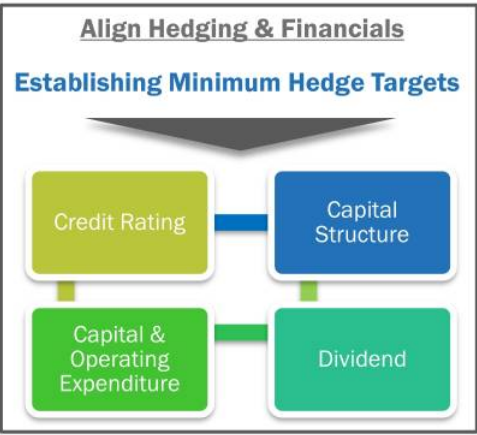 Align Hedging & Financials
Establishing Minimum Hedge Targets
Credit Rating
Capital
Structure
Capital &
Operating
Expenditure
Dividend